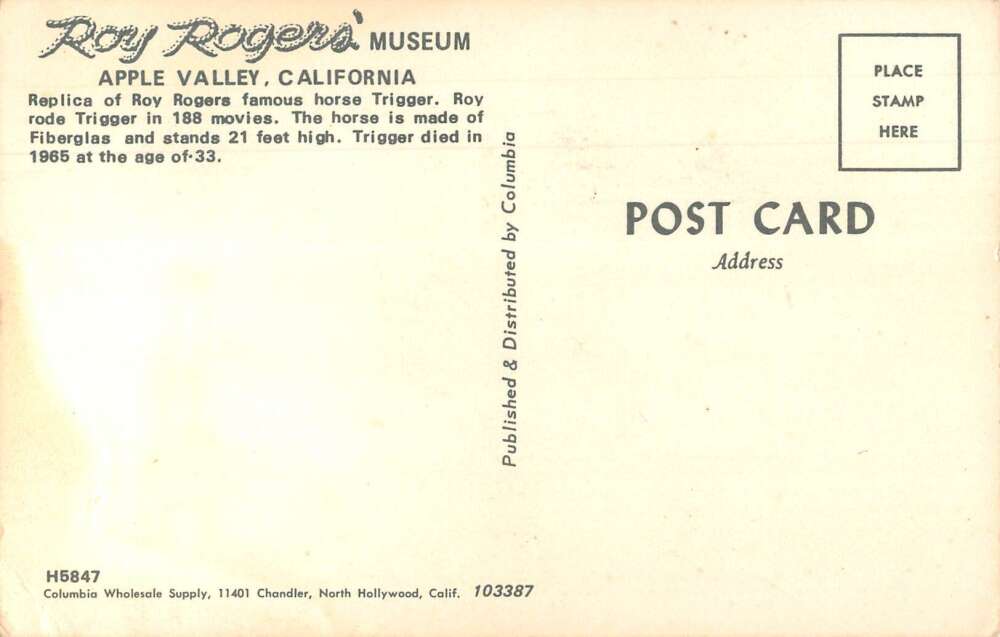 Roy Rogers' MUSEUM
APPLE VALLEY, CALIFORNIA
Replica of Roy Rogers famous horse Trigger. Roy
rode Trigger in 188 movies. The horse is made of
Fiberglas and stands 21 feet high. Trigger died in
1965 at the age of 33.
Published & Distributed by Columbia
PLACE
STAMP
HERE
POST CARD
Address
H5847
Columbia Wholesale Supply, 11401 Chandler, North Hollywood, Calif. 103387